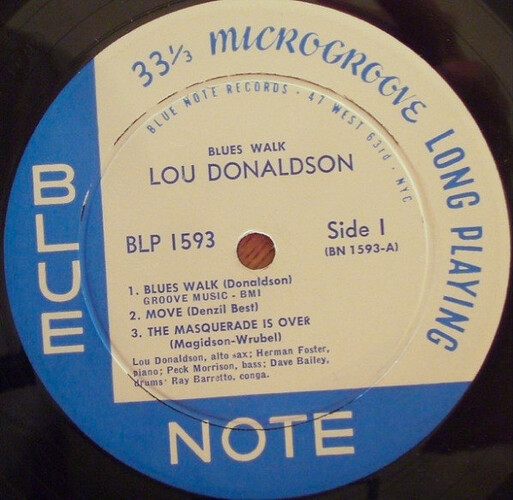 33⅓ MICROGROOVE LONG PLAYING
BLUE NOTE RECORDS - 47 WEST 63rd - NYC
BLUES WALK
LOU DONALDSON
BLP 1593
Side 1
(BN 1593-A)
1. BLUES WALK (Donaldson)
GROOVE MUSIC - BMI
2. MOVE (Denzil Best)
3. THE MASQUERADE IS OVER
(Magidson-Wrubel)
Lou Donaldson, alto sax; Herman Foster,
piano; Peck Morrison, bass; Dave Bailey,
drums; Ray Barretto, conga.
BLUE
NOTE